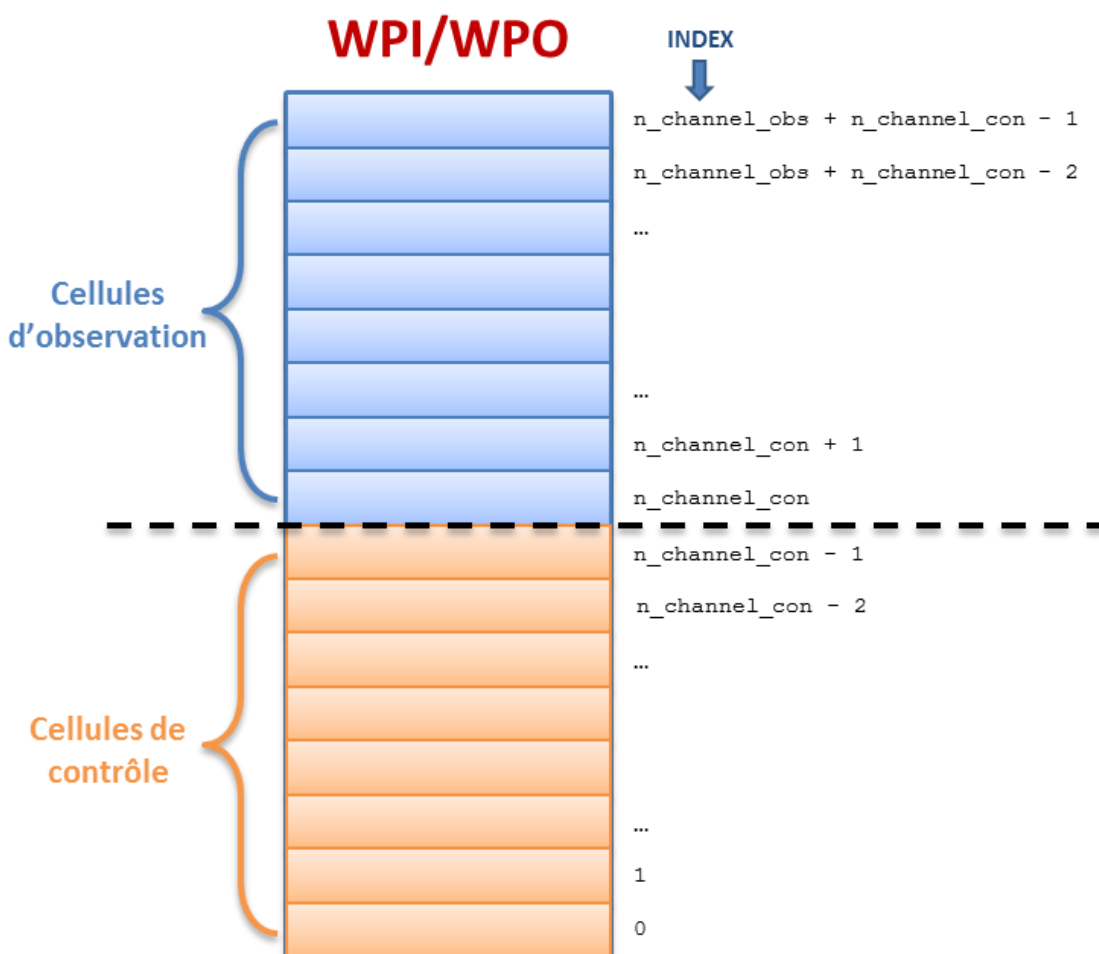 WPI/WPO
INDEX
n_channel_obs + n_channel_con - 1
n_channel_obs + n_channel_con - 2
…
Cellules
d'observation
…
n_channel_con + 1
n_channel_con
n_channel_con - 1
n_channel_con - 2
…
Cellules de
contrôle
…
1
0